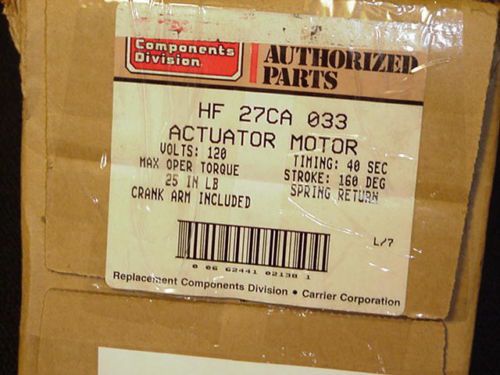 Components
Division
AUTHORIZED
PARTS
HF 27CA 033
ACTUATOR MOTOR
VOLTS: 120
TIMING: 40 SEC
MAX OPER TORQUE
STROKE: 160 DEG
25 IN LB
SPRING RETURN
CRANK ARM INCLUDED
L/7
0 06 62441 02138 1
Replacement Components Division • Carrier Corporation